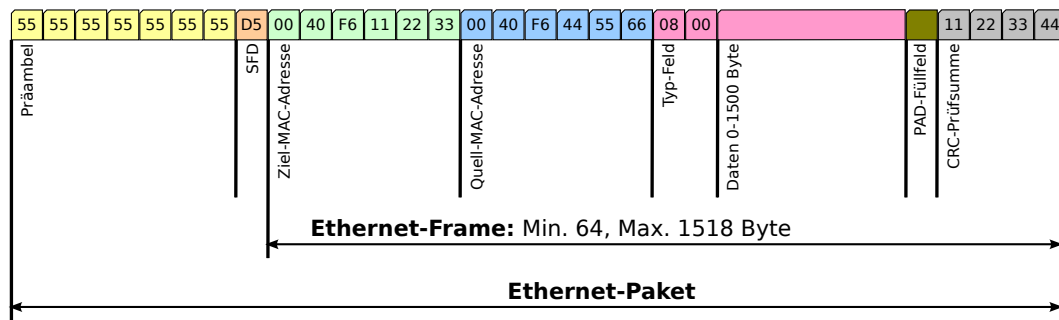 55 55 55 55 55 55 55 D5 00 40 F6 11 22 33 00 40 F6 44 55 66 08 00 11 22 33 44
Präambel
SFD
Ziel-MAC-Adresse
Quell-MAC-Adresse
Typ-Feld
Daten 0-1500 Byte
PAD-Füllfeld
CRC-Prüfsumme
Ethernet-Frame: Min. 64, Max. 1518 Byte
Ethernet-Paket